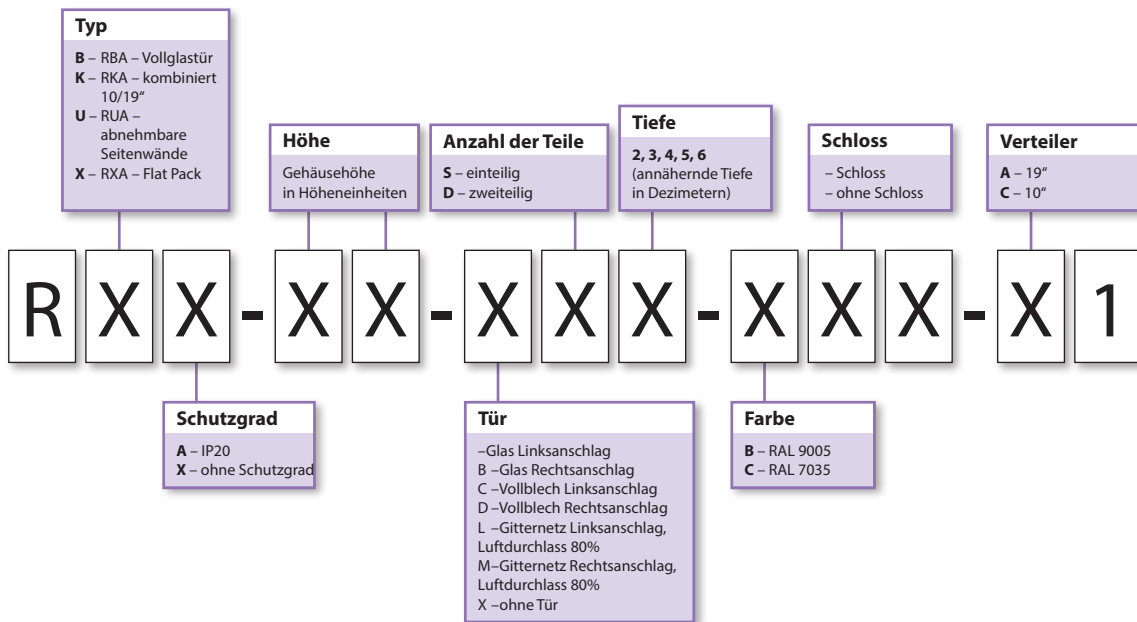 Typ
B – RBA – Vollglastür
K – RKA – kombiniert
10/19“
U – RUA –
abnehmbare
Seitenwände
X – RXA – Flat Pack
Höhe
Gehäusehöhe
in Höheneinheiten
Anzahl der Teile
S – einteilig
D – zweiteilig
Tiefe
2, 3, 4, 5, 6
(annähernde Tiefe
in Dezimetern)
Schloss
– Schloss
– ohne Schloss
Verteiler
A – 19“
C – 10“
R X X - X X - X X X - X X X - X 1
Schutzgrad
A – IP20
X – ohne Schutzgrad
Tür
–Glas Linksanschlag
B –Glas Rechtsanschlag
C –Vollblech Linksanschlag
D –Vollblech Rechtsanschlag
L –Gitternetz Linksanschlag,
Luftdurchlass 80%
M–Gitternetz Rechtsanschlag,
Luftdurchlass 80%
X –ohne Tür
Farbe
B – RAL 9005
C – RAL 7035